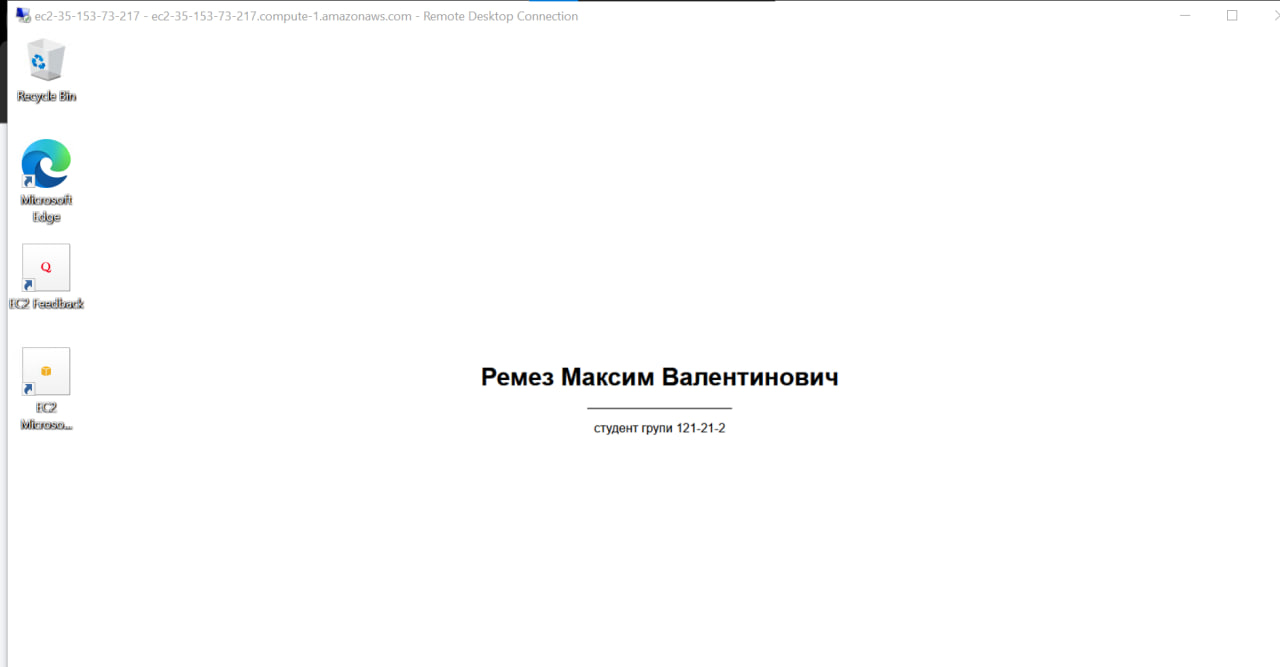 ec2-35-153-73-217 - ec2-35-153-73-217.compute-1.amazonaws.com - Remote Desktop Connection
Recycle Bin
Microsoft
Edge
Q
EC2 Feedback
EC2
Microso...
Ремез Максим Валентинович
студент групи 121-21-2